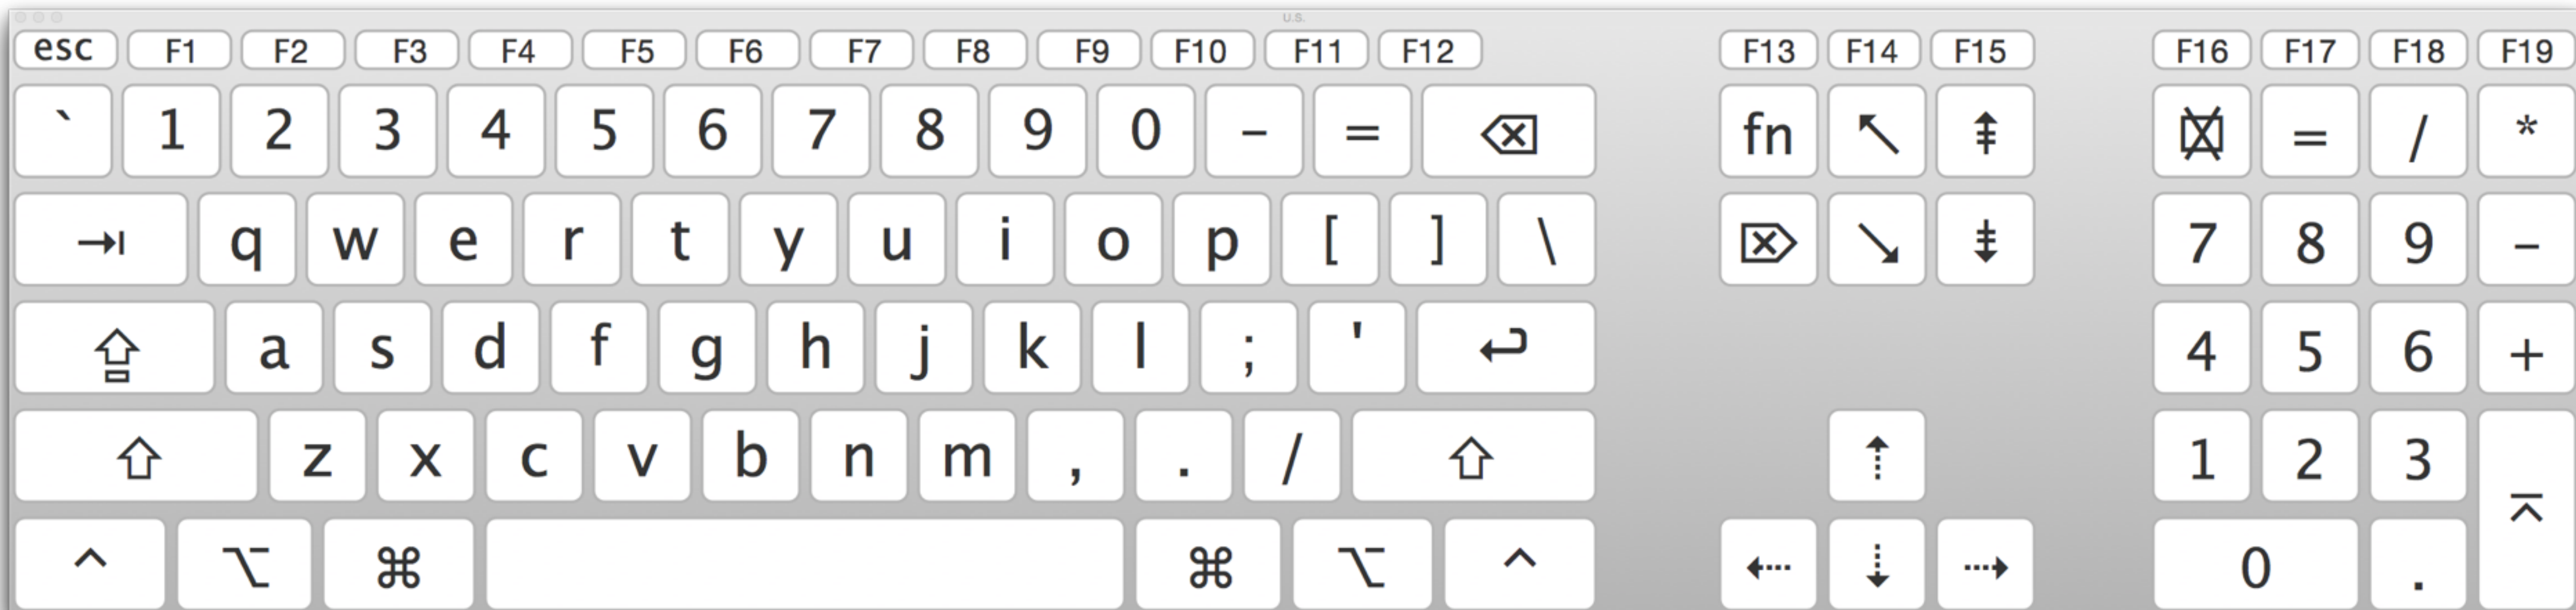 U.S.
esc F1 F2 F3 F4 F5 F6 F7 F8 F9 F10 F11 F12 F13 F14 F15 F16 F17 F18 F19
` 1 2 3 4 5 6 7 8 9 0 - = ⌫ fn ↖ ⇞ ⌧ = / *
⇥ q w e r t y u i o p [ ] \ ⌦ ↘ ⇟ 7 8 9 -
⇪ a s d f g h j k l ; ' ↩ 4 5 6 +
⇧ z x c v b n m , . / ⇧ ⇡ 1 2 3 ⌤
^ ⌥ ⌘ ⌘ ⌥ ^ ⇠ ⇣ ⇢ 0 .